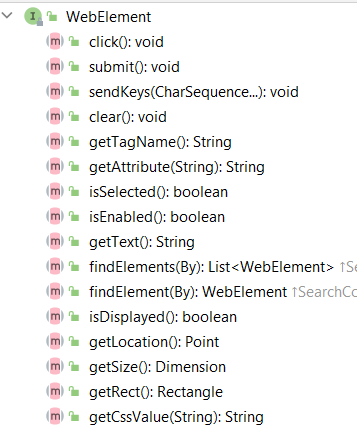 WebElement
click(): void
submit(): void
sendKeys(CharSequence...): void
clear(): void
getTagName(): String
getAttribute(String): String
isSelected(): boolean
isEnabled(): boolean
getText(): String
findElements(By): List<WebElement> ↑Se
findElement(By): WebElement ↑SearchCo
isDisplayed(): boolean
getLocation(): Point
getSize(): Dimension
getRect(): Rectangle
getCssValue(String): String